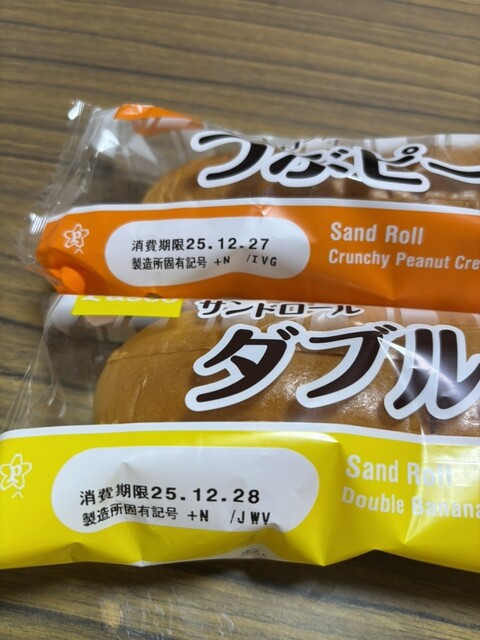 つぶピー
Sand Roll
Crunchy Peanut Cre
消費期限25.12.27
製造所固有記号 +N /IVG
サンドロール
ダブル
Sand Roll
Double Banana
消費期限25.12.28
製造所固有記号 +N /JWV